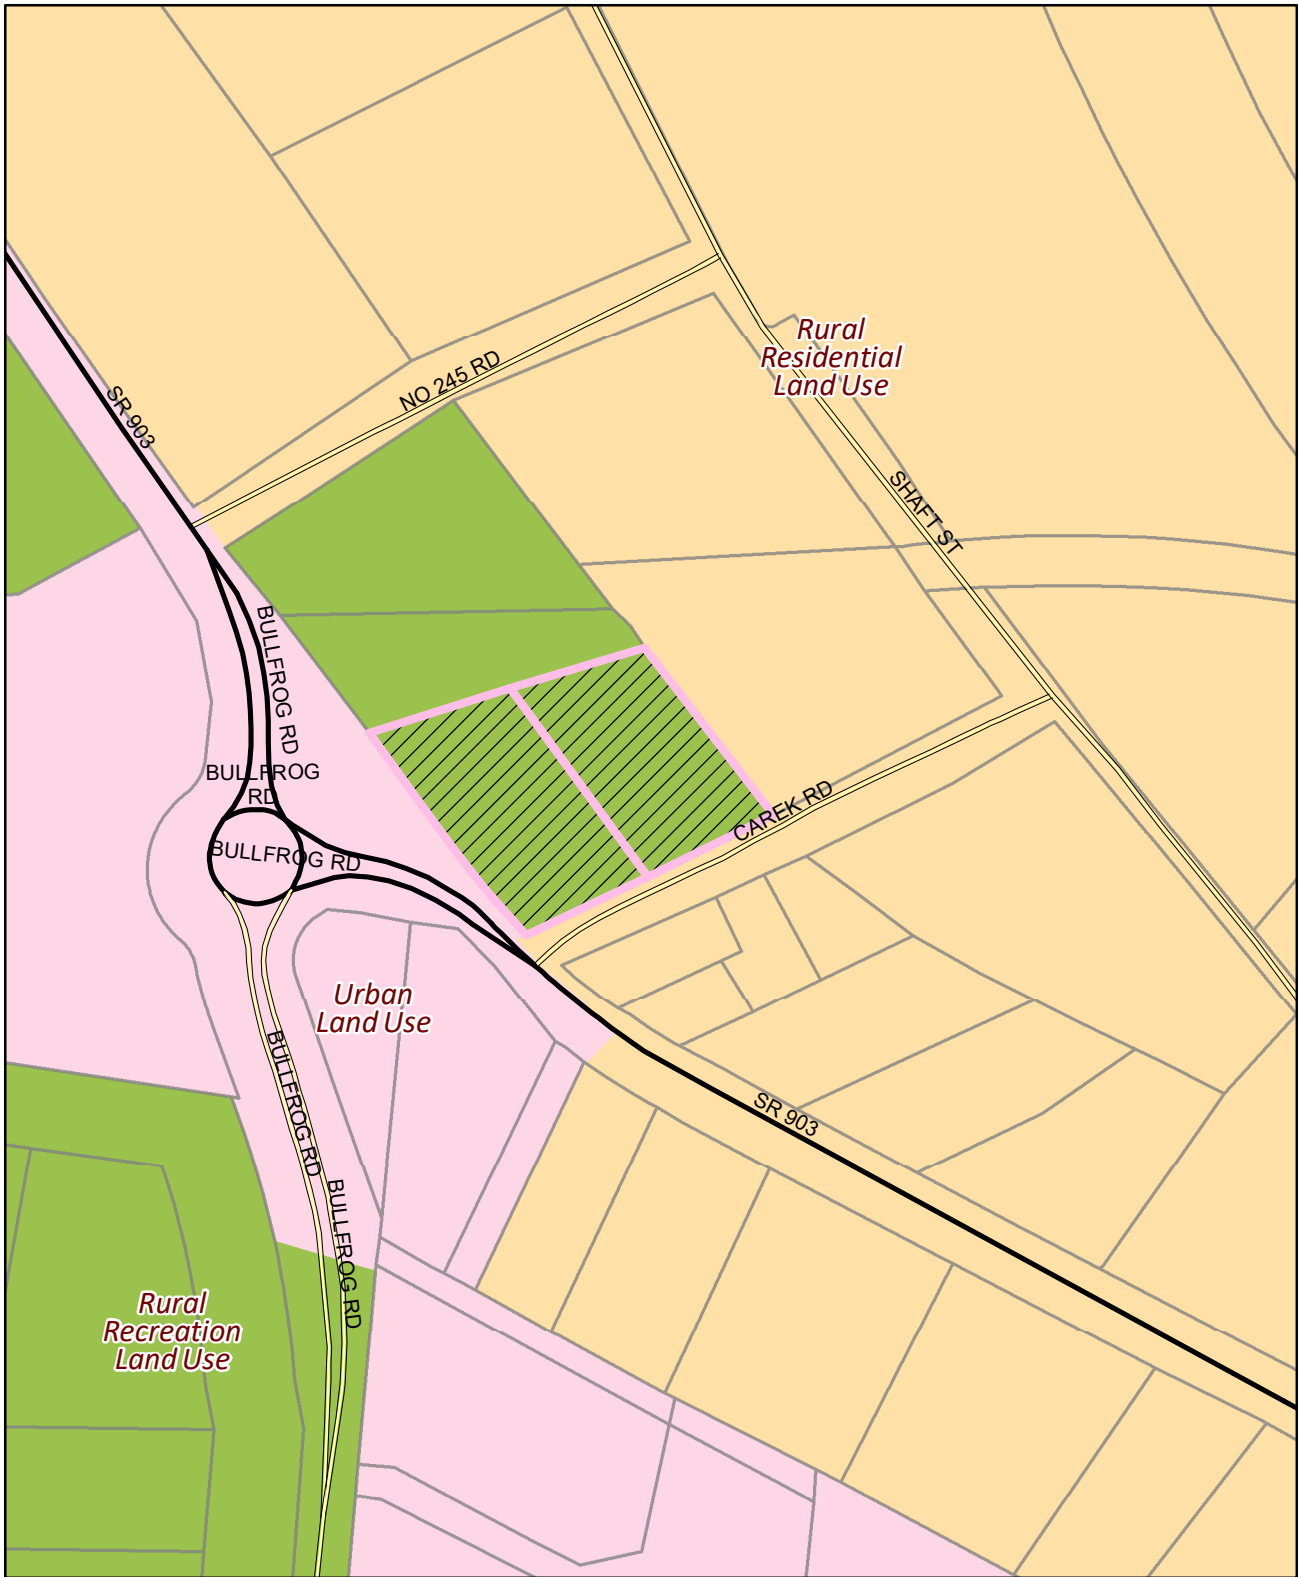 Rural
Residential
Land Use
NO 245 RD
SR 903
SHAFT ST
BULLFROG RD
BULLFROG
RD
CAREK RD
BULLFROG RD
Urban
Land Use
BULLFROG RD
SR 903
BULLFROG RD
Rural
Recreation
Land Use